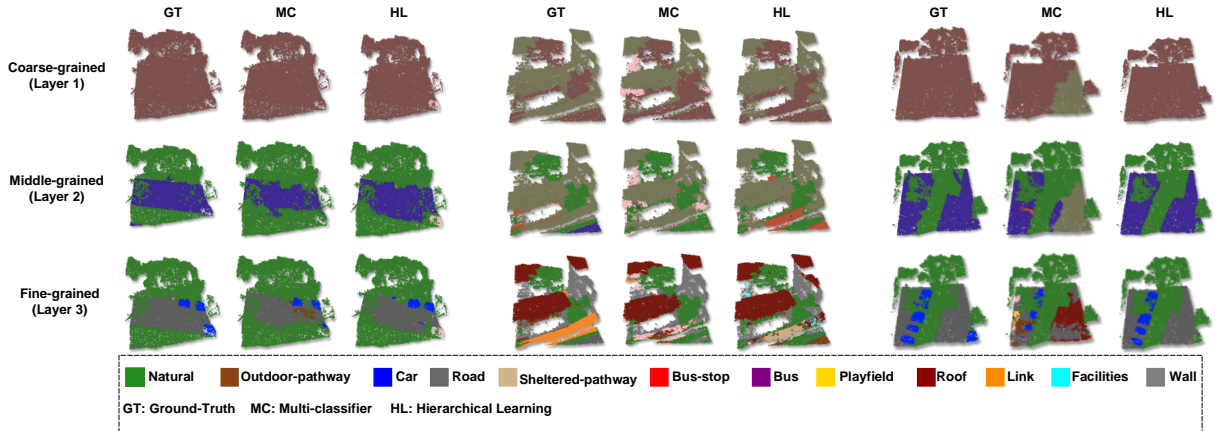 GT MC HL GT MC HL GT MC HL
Coarse-grained
(Layer 1)
Middle-grained
(Layer 2)
Fine-grained
(Layer 3)
Natural Outdoor-pathway Car Road Sheltered-pathway Bus-stop Bus Playfield Roof Link Facilities Wall
GT: Ground-Truth MC: Multi-classifier HL: Hierarchical Learning